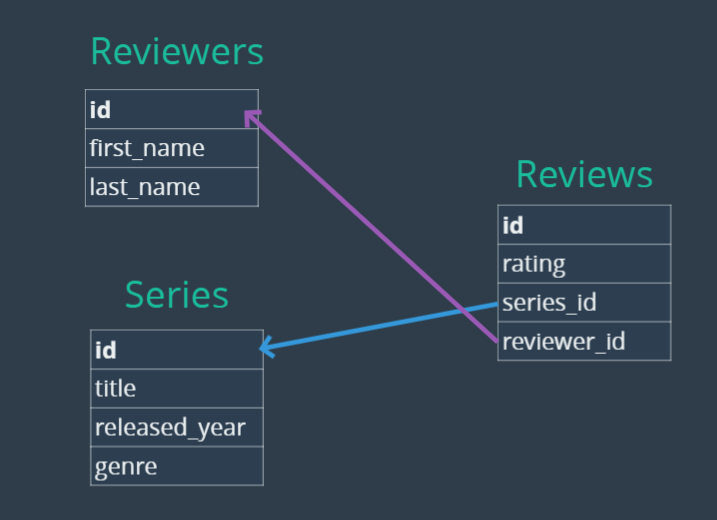 Reviewers
id
first_name
last_name
Series
id
title
released_year
genre
Reviews
id
rating
series_id
reviewer_id